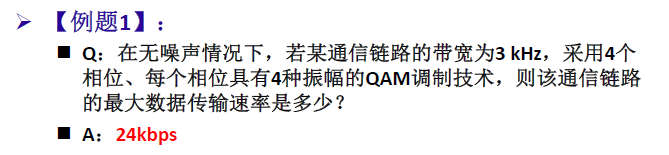 ➢ 【例题1】：
■ Q：在无噪声情况下，若某通信链路的带宽为3 kHz，采用4个
相位、每个相位具有4种振幅的QAM调制技术，则该通信链路
的最大数据传输速率是多少？
■ A：24kbps